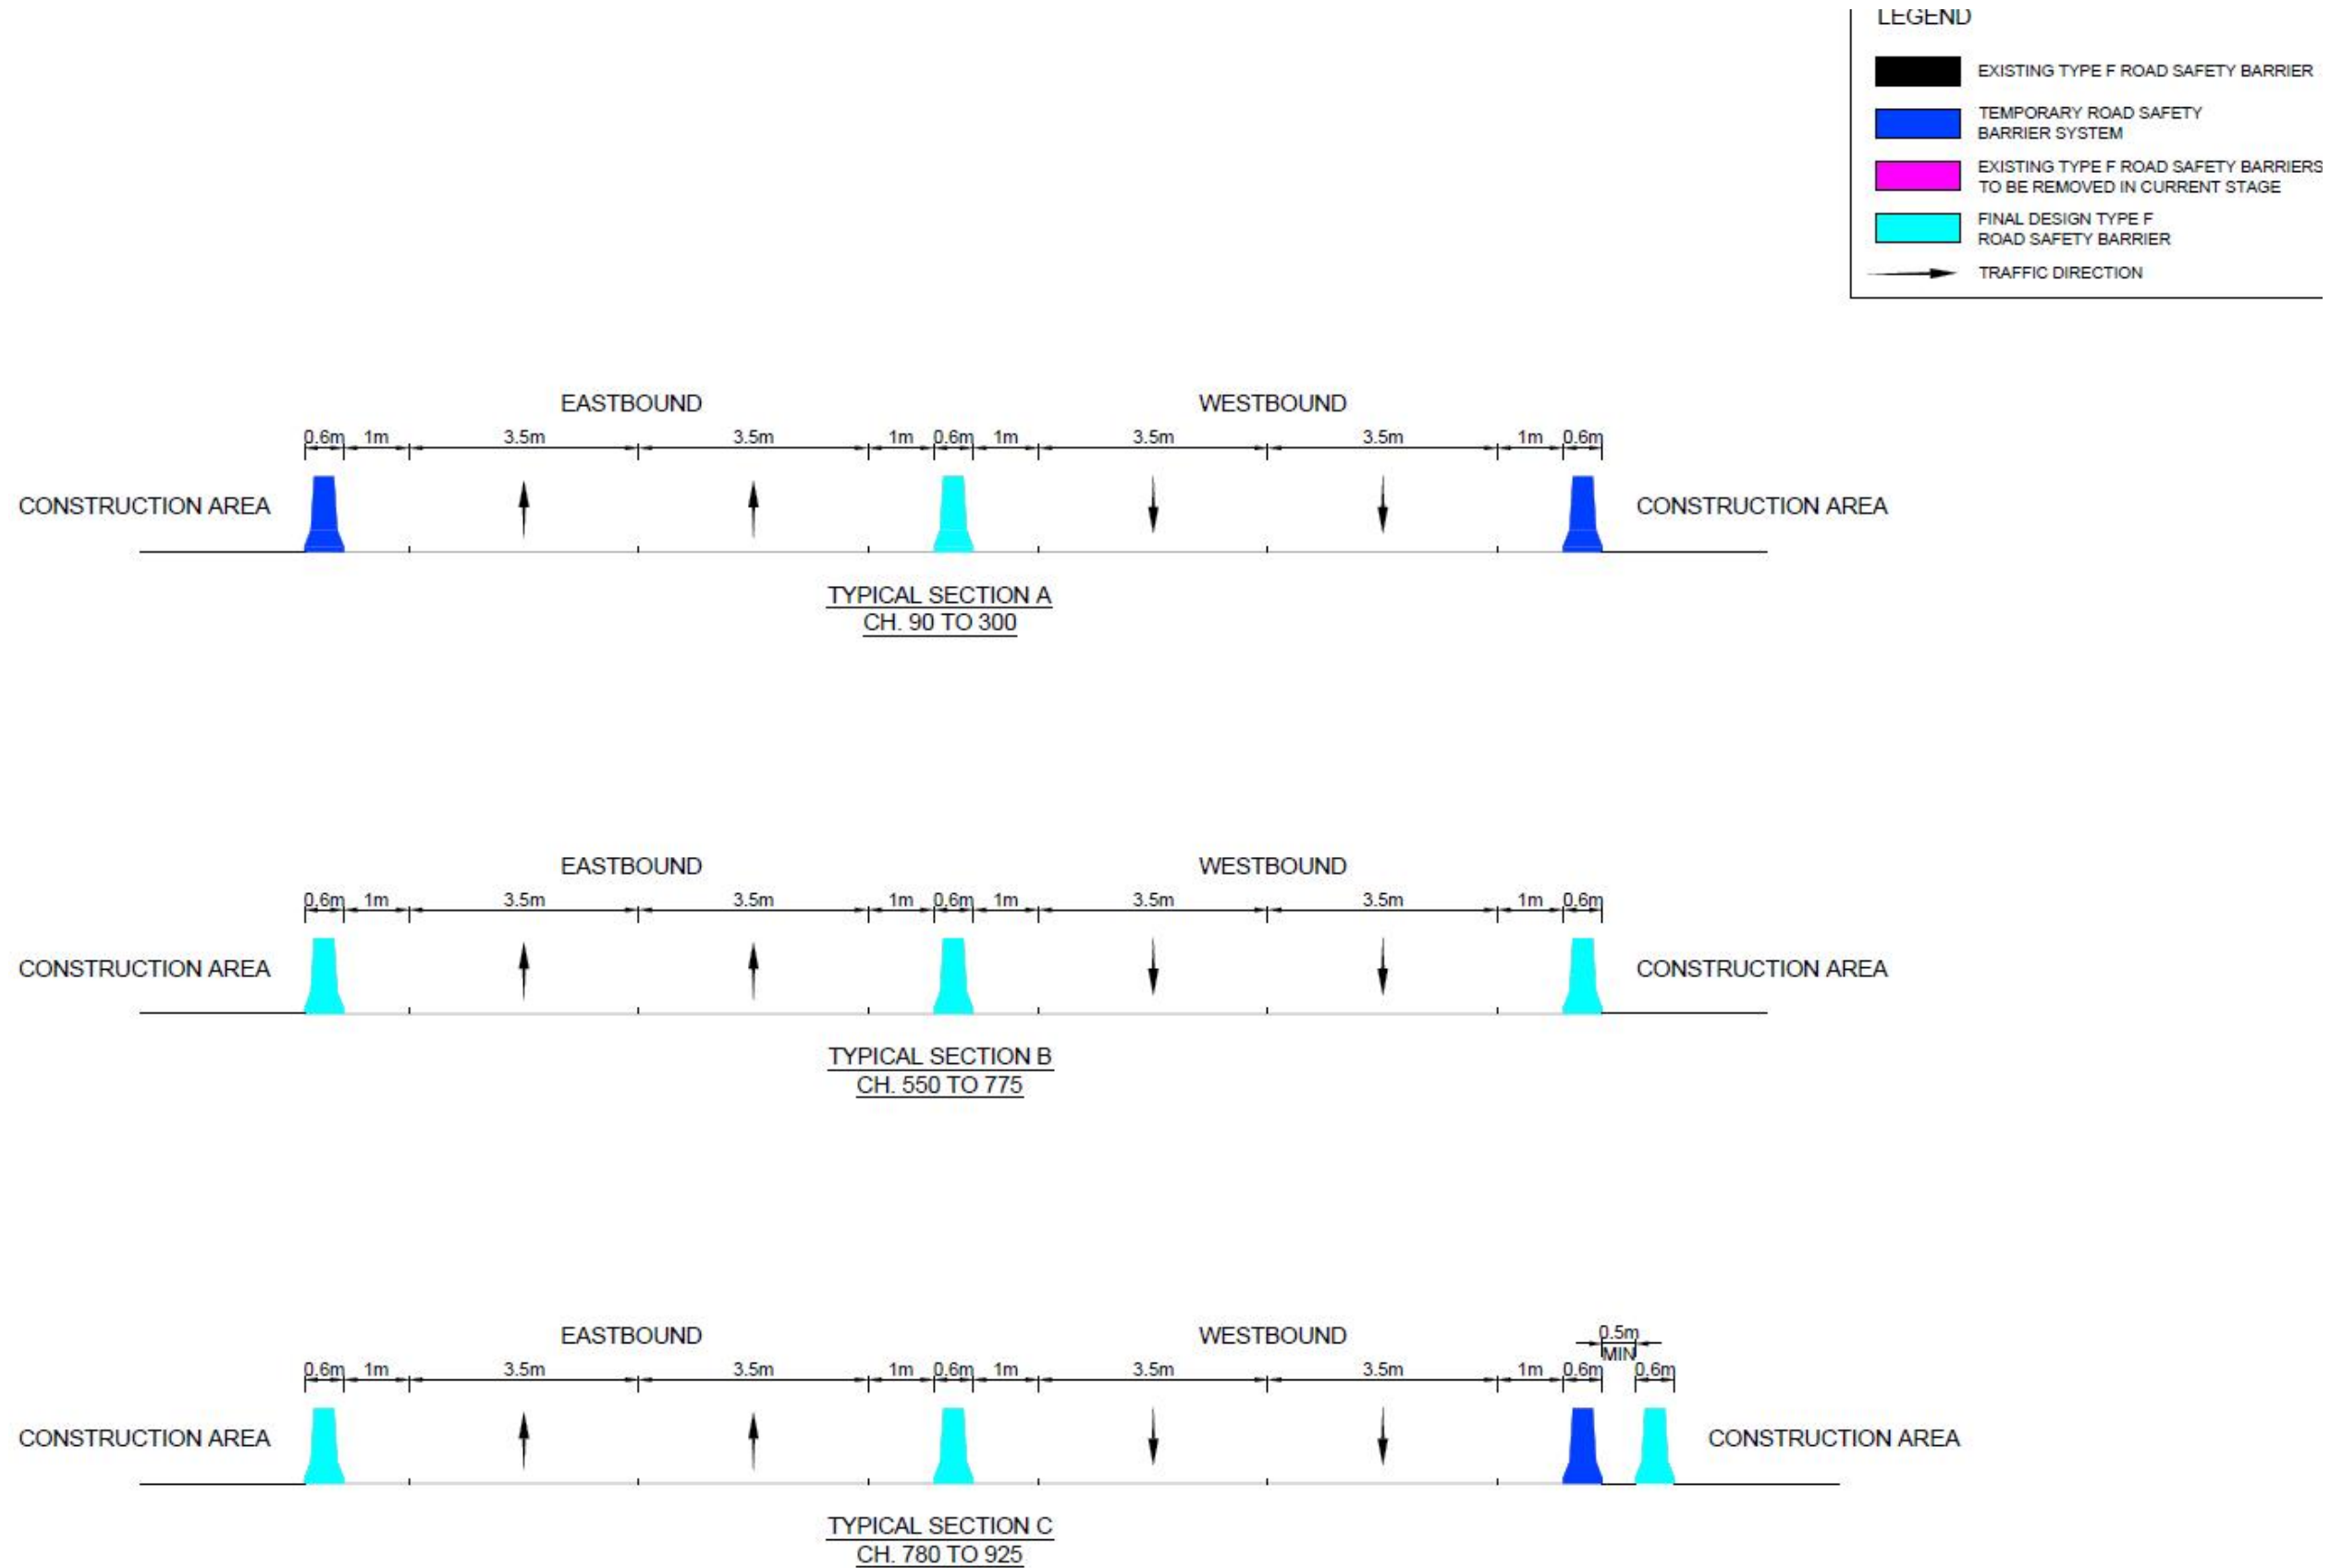 LEGEND
EXISTING TYPE F ROAD SAFETY BARRIER
TEMPORARY ROAD SAFETY
BARRIER SYSTEM
EXISTING TYPE F ROAD SAFETY BARRIERS
TO BE REMOVED IN CURRENT STAGE
FINAL DESIGN TYPE F
ROAD SAFETY BARRIER
TRAFFIC DIRECTION
EASTBOUND WESTBOUND
0.6m 1m 3.5m 3.5m 1m 0.6m 1m 3.5m 3.5m 1m 0.6m
CONSTRUCTION AREA CONSTRUCTION AREA
TYPICAL SECTION A
CH. 90 TO 300
EASTBOUND WESTBOUND
0.6m 1m 3.5m 3.5m 1m 0.6m 1m 3.5m 3.5m 1m 0.6m
CONSTRUCTION AREA CONSTRUCTION AREA
TYPICAL SECTION B
CH. 550 TO 775
EASTBOUND WESTBOUND
0.5m
MIN
0.6m 1m 3.5m 3.5m 1m 0.6m 1m 3.5m 3.5m 1m 0.6m 0.6m
CONSTRUCTION AREA CONSTRUCTION AREA
TYPICAL SECTION C
CH. 780 TO 925